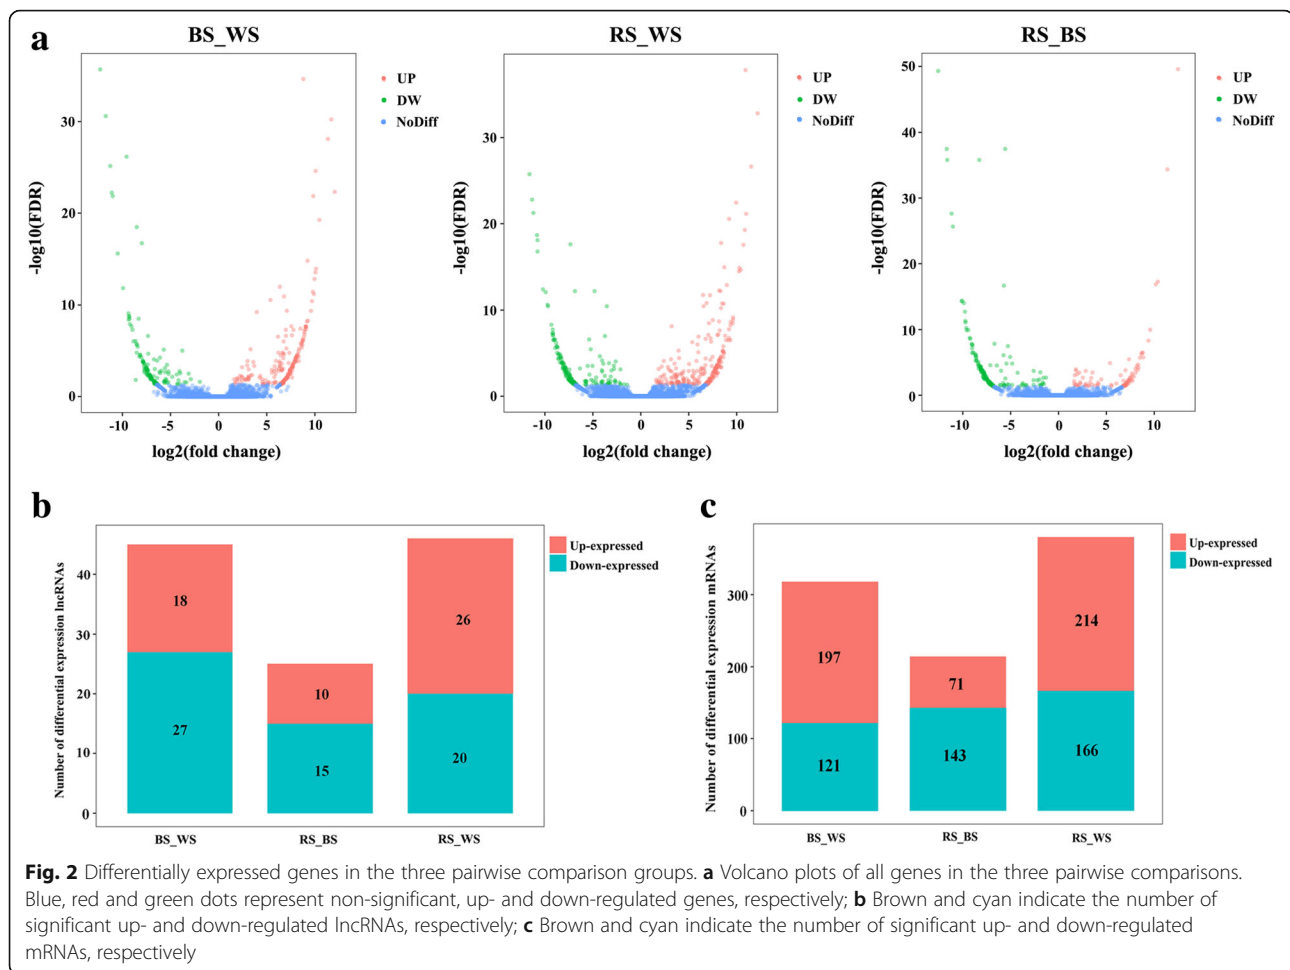 a
BS_WS
RS_WS
RS_BS
-log10(FDR)
30
20
10
0
-10
-5
0
5
10
log2(fold change)
UP
DW
NoDiff
-log10(FDR)
30
20
10
0
-10
-5
0
5
10
log2(fold change)
UP
DW
NoDiff
-log10(FDR)
50
40
30
20
10
0
-10
-5
0
5
10
log2(fold change)
UP
DW
NoDiff
b
Number of differential expression lncRNAs
40
30
20
10
0
18
27
10
15
26
20
BS_WS
RS_BS
RS_WS
Up-expressed
Down-expressed
c
Number of differential expression mRNAs
300
200
100
0
197
121
71
143
214
166
BS_WS
RS_BS
RS_WS
Up-expressed
Down-expressed
Fig. 2 Differentially expressed genes in the three pairwise comparison groups. a Volcano plots of all genes in the three pairwise comparisons.
Blue, red and green dots represent non-significant, up- and down-regulated genes, respectively; b Brown and cyan indicate the number of
significant up- and down-regulated lncRNAs, respectively; c Brown and cyan indicate the number of significant up- and down-regulated
mRNAs, respectively